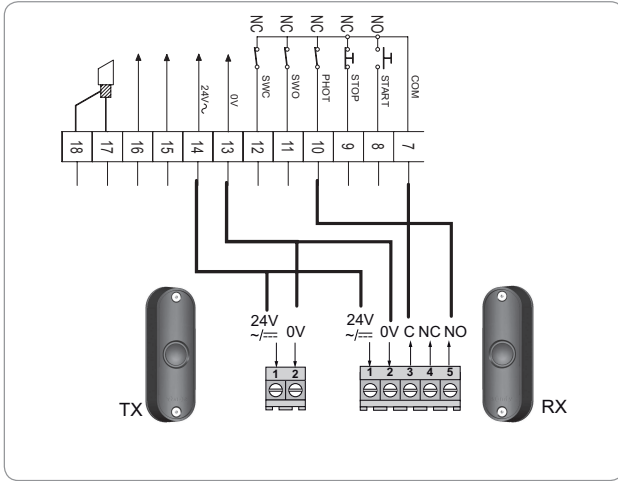 NC NC NC NC NO
SWC SWO PHOT STOP START COM
24V~ 0V
18 17 16 15 14 13 12 11 10 9 8 7
24V ~/⎓ 0V
24V ~/⎓ 0V C NC NO
1 2
1 2 3 4 5
TX
RX